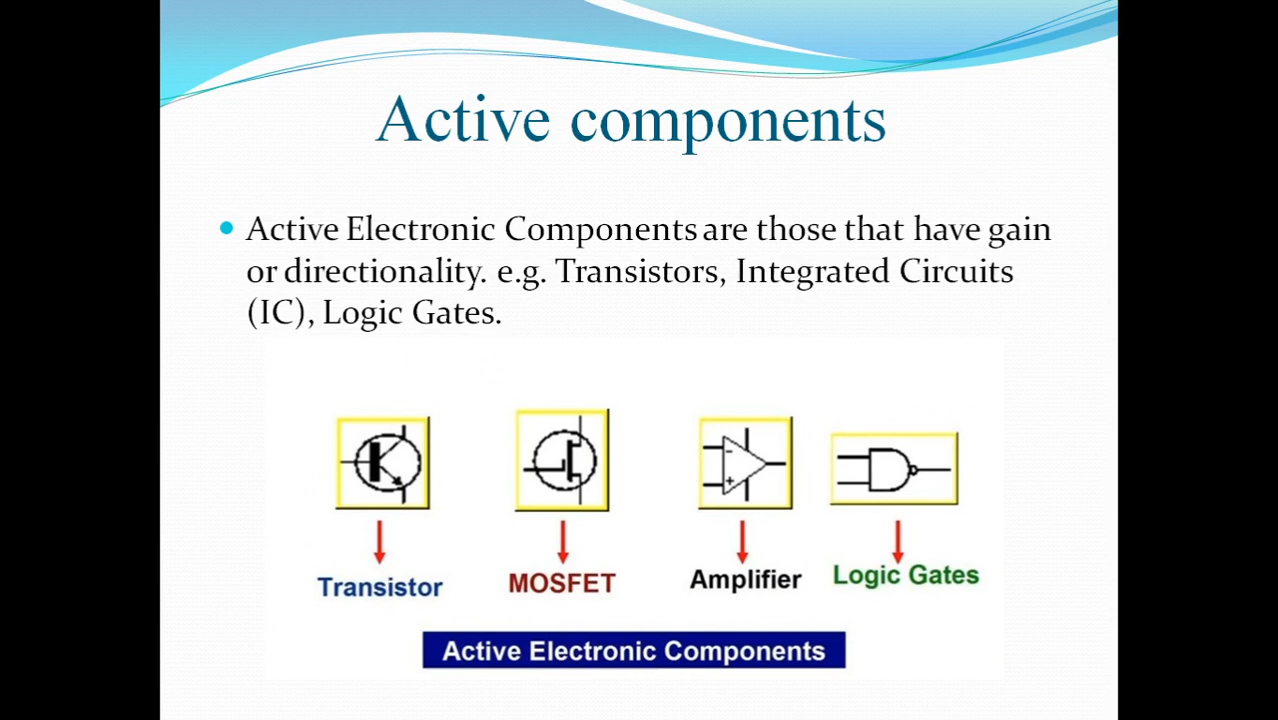 Active components
• Active Electronic Components are those that have gain
or directionality. e.g. Transistors, Integrated Circuits
(IC), Logic Gates.
-
+
Transistor
MOSFET
Amplifier
Logic Gates
Active Electronic Components